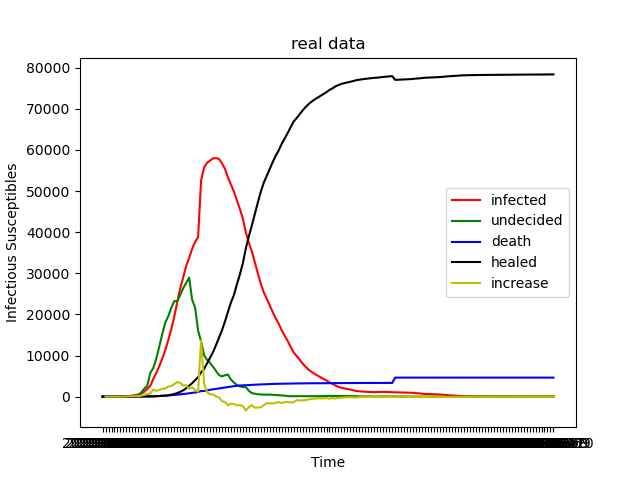 real data
80000
70000
60000
50000
40000
30000
20000
10000
0
Infectious Susceptibles
infected
undecided
death
healed
increase
Time